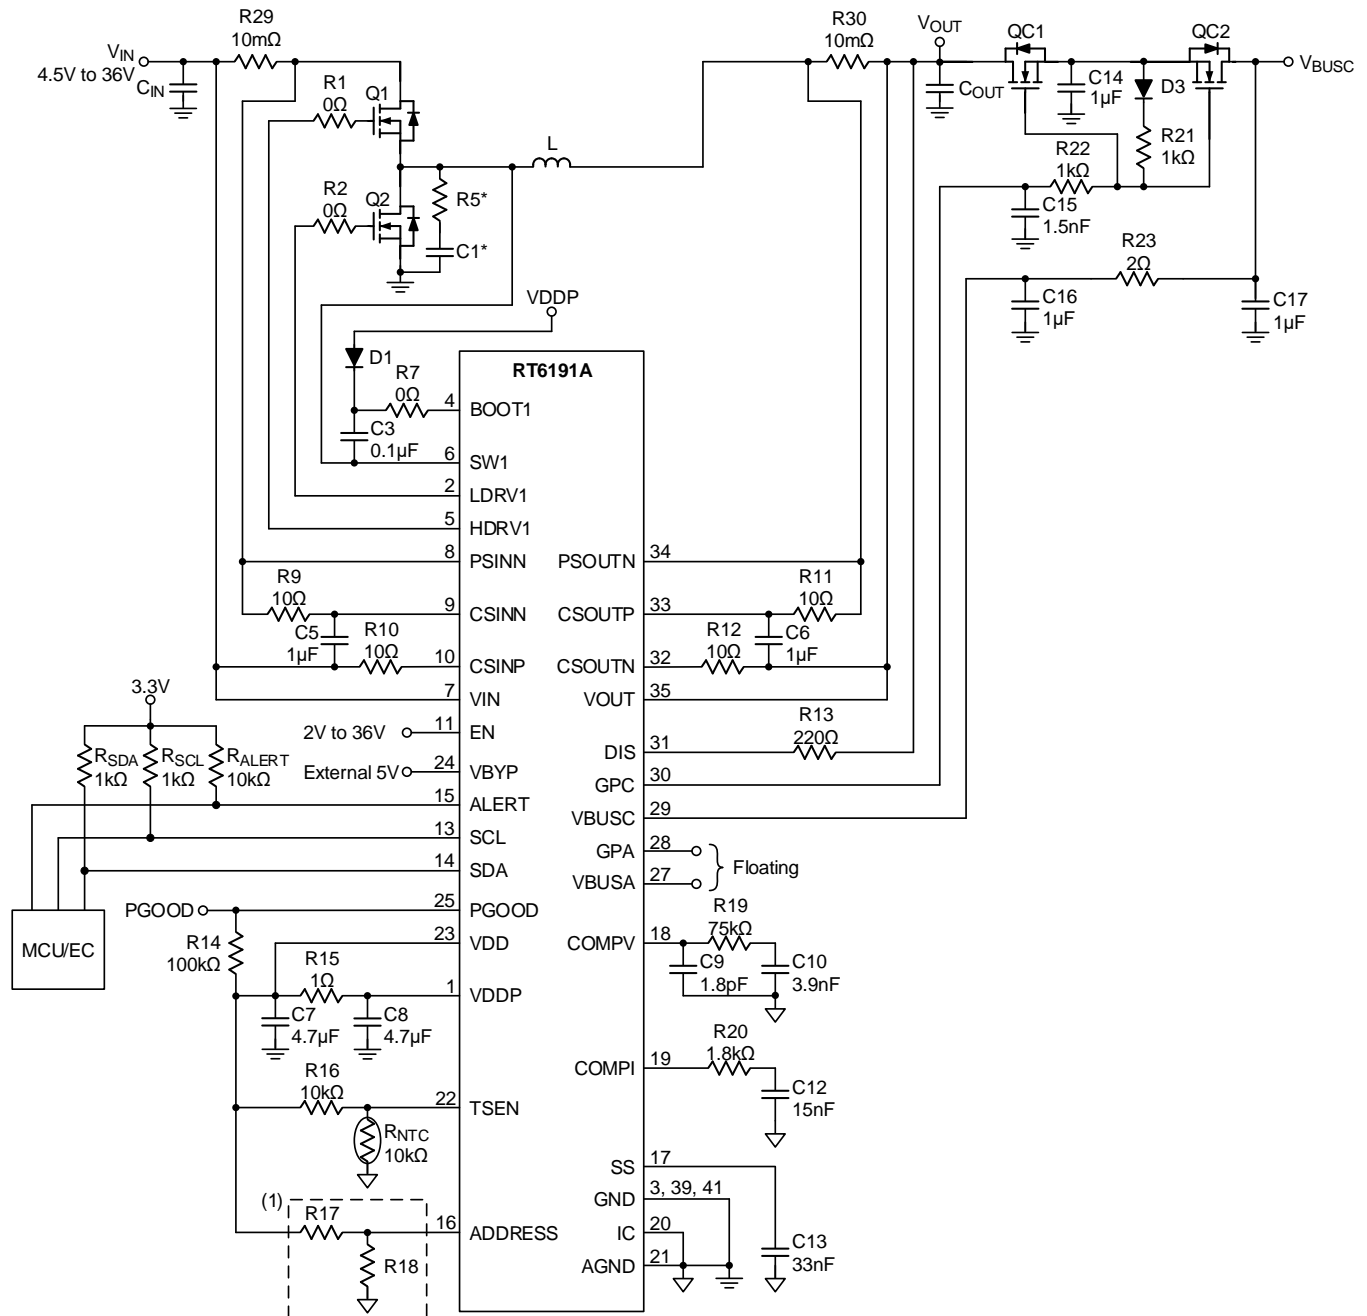 R29
10mΩ
VIN
4.5V to 36V
CIN
R1
0Ω
Q1
R2
0Ω
Q2
R5*
C1*
L
R30
10mΩ
VOUT
COUT
QC1
C14
1µF
QC2
D3
VBUSC
R21
1kΩ
R22
1kΩ
C15
1.5nF
R23
2Ω
C16
1µF
C17
1µF
VDDP
D1
R7
0Ω
C3
0.1µF
RT6191A
4 BOOT1
6 SW1
2 LDRV1
5 HDRV1
8 PSINN
R9
10Ω
9 CSINN
C5
1µF
R10
10Ω
10 CSINP
7 VIN
2V to 36V 11 EN
External 5V 24 VBYP
15 ALERT
13 SCL
14 SDA
3.3V
RSDA
1kΩ
RSCL
1kΩ
RALERT
10kΩ
MCU/EC
PGOOD 25 PGOOD
R14
100kΩ
23 VDD
R15
1Ω
1 VDDP
C7
4.7µF
C8
4.7µF
R16
10kΩ
22 TSEN
RNTC
10kΩ
(1)
R17
16 ADDRESS
R18
PSOUTN 34
CSOUTP 33
R11
10Ω
R12
10Ω
C6
1µF
CSOUTN 32
VOUT 35
R13
220Ω
DIS 31
GPC 30
VBUSC 29
GPA 28
VBUSA 27
Floating
COMPV 18
R19
75kΩ
C9
1.8pF
C10
3.9nF
COMPI 19
R20
1.8kΩ
C12
15nF
SS 17
GND 3, 39, 41
IC 20
AGND 21
C13
33nF